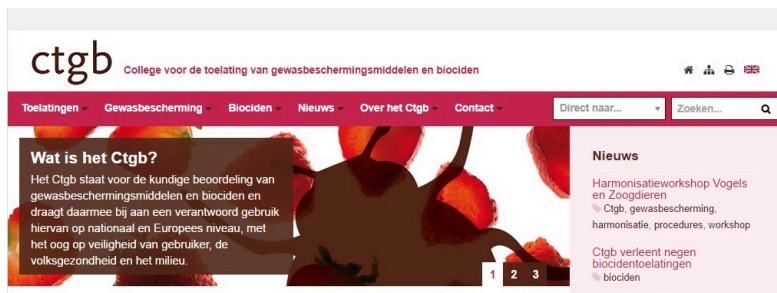 ctgb
College voor de toelating van gewasbeschermingsmiddelen en biociden
Toelatingen Gewasbescherming Biociden Nieuws Over het Ctgb Contact Direct naar... Zoeken...
Wat is het Ctgb?
Het Ctgb staat voor de kundige beoordeling van
gewasbeschermingsmiddelen en biociden en
draagt daarmee bij aan een verantwoord gebruik
hiervan op nationaal en Europees niveau, met
het oog op veiligheid van gebruiker, de
volksgezondheid en het milieu.
1 2 3
Nieuws
Harmonisatieworkshop Vogels
en Zoogdieren
Ctgb, gewasbescherming,
harmonisatie, procedures, workshop
Ctgb verleent negen
biocidentoelatingen
biociden